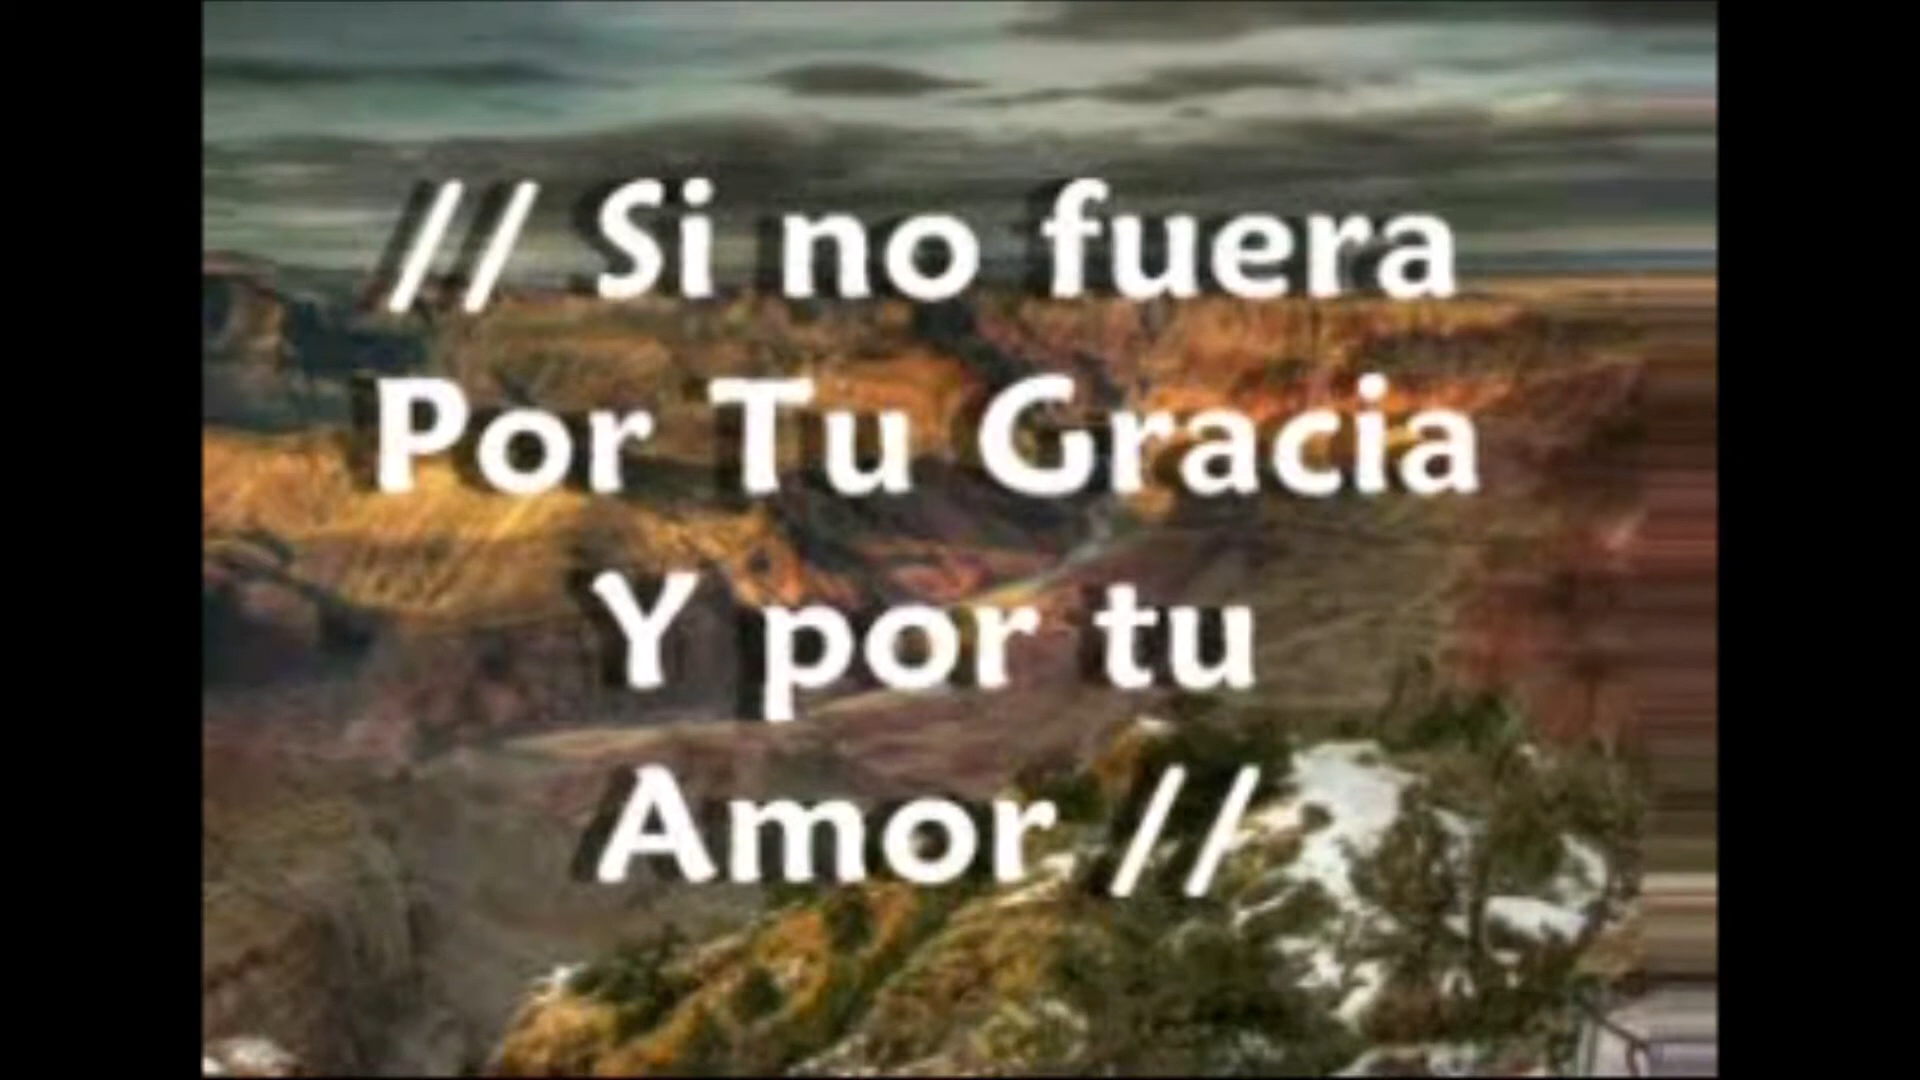 // Si no fuera
Por Tu Gracia
Y por tu
Amor //